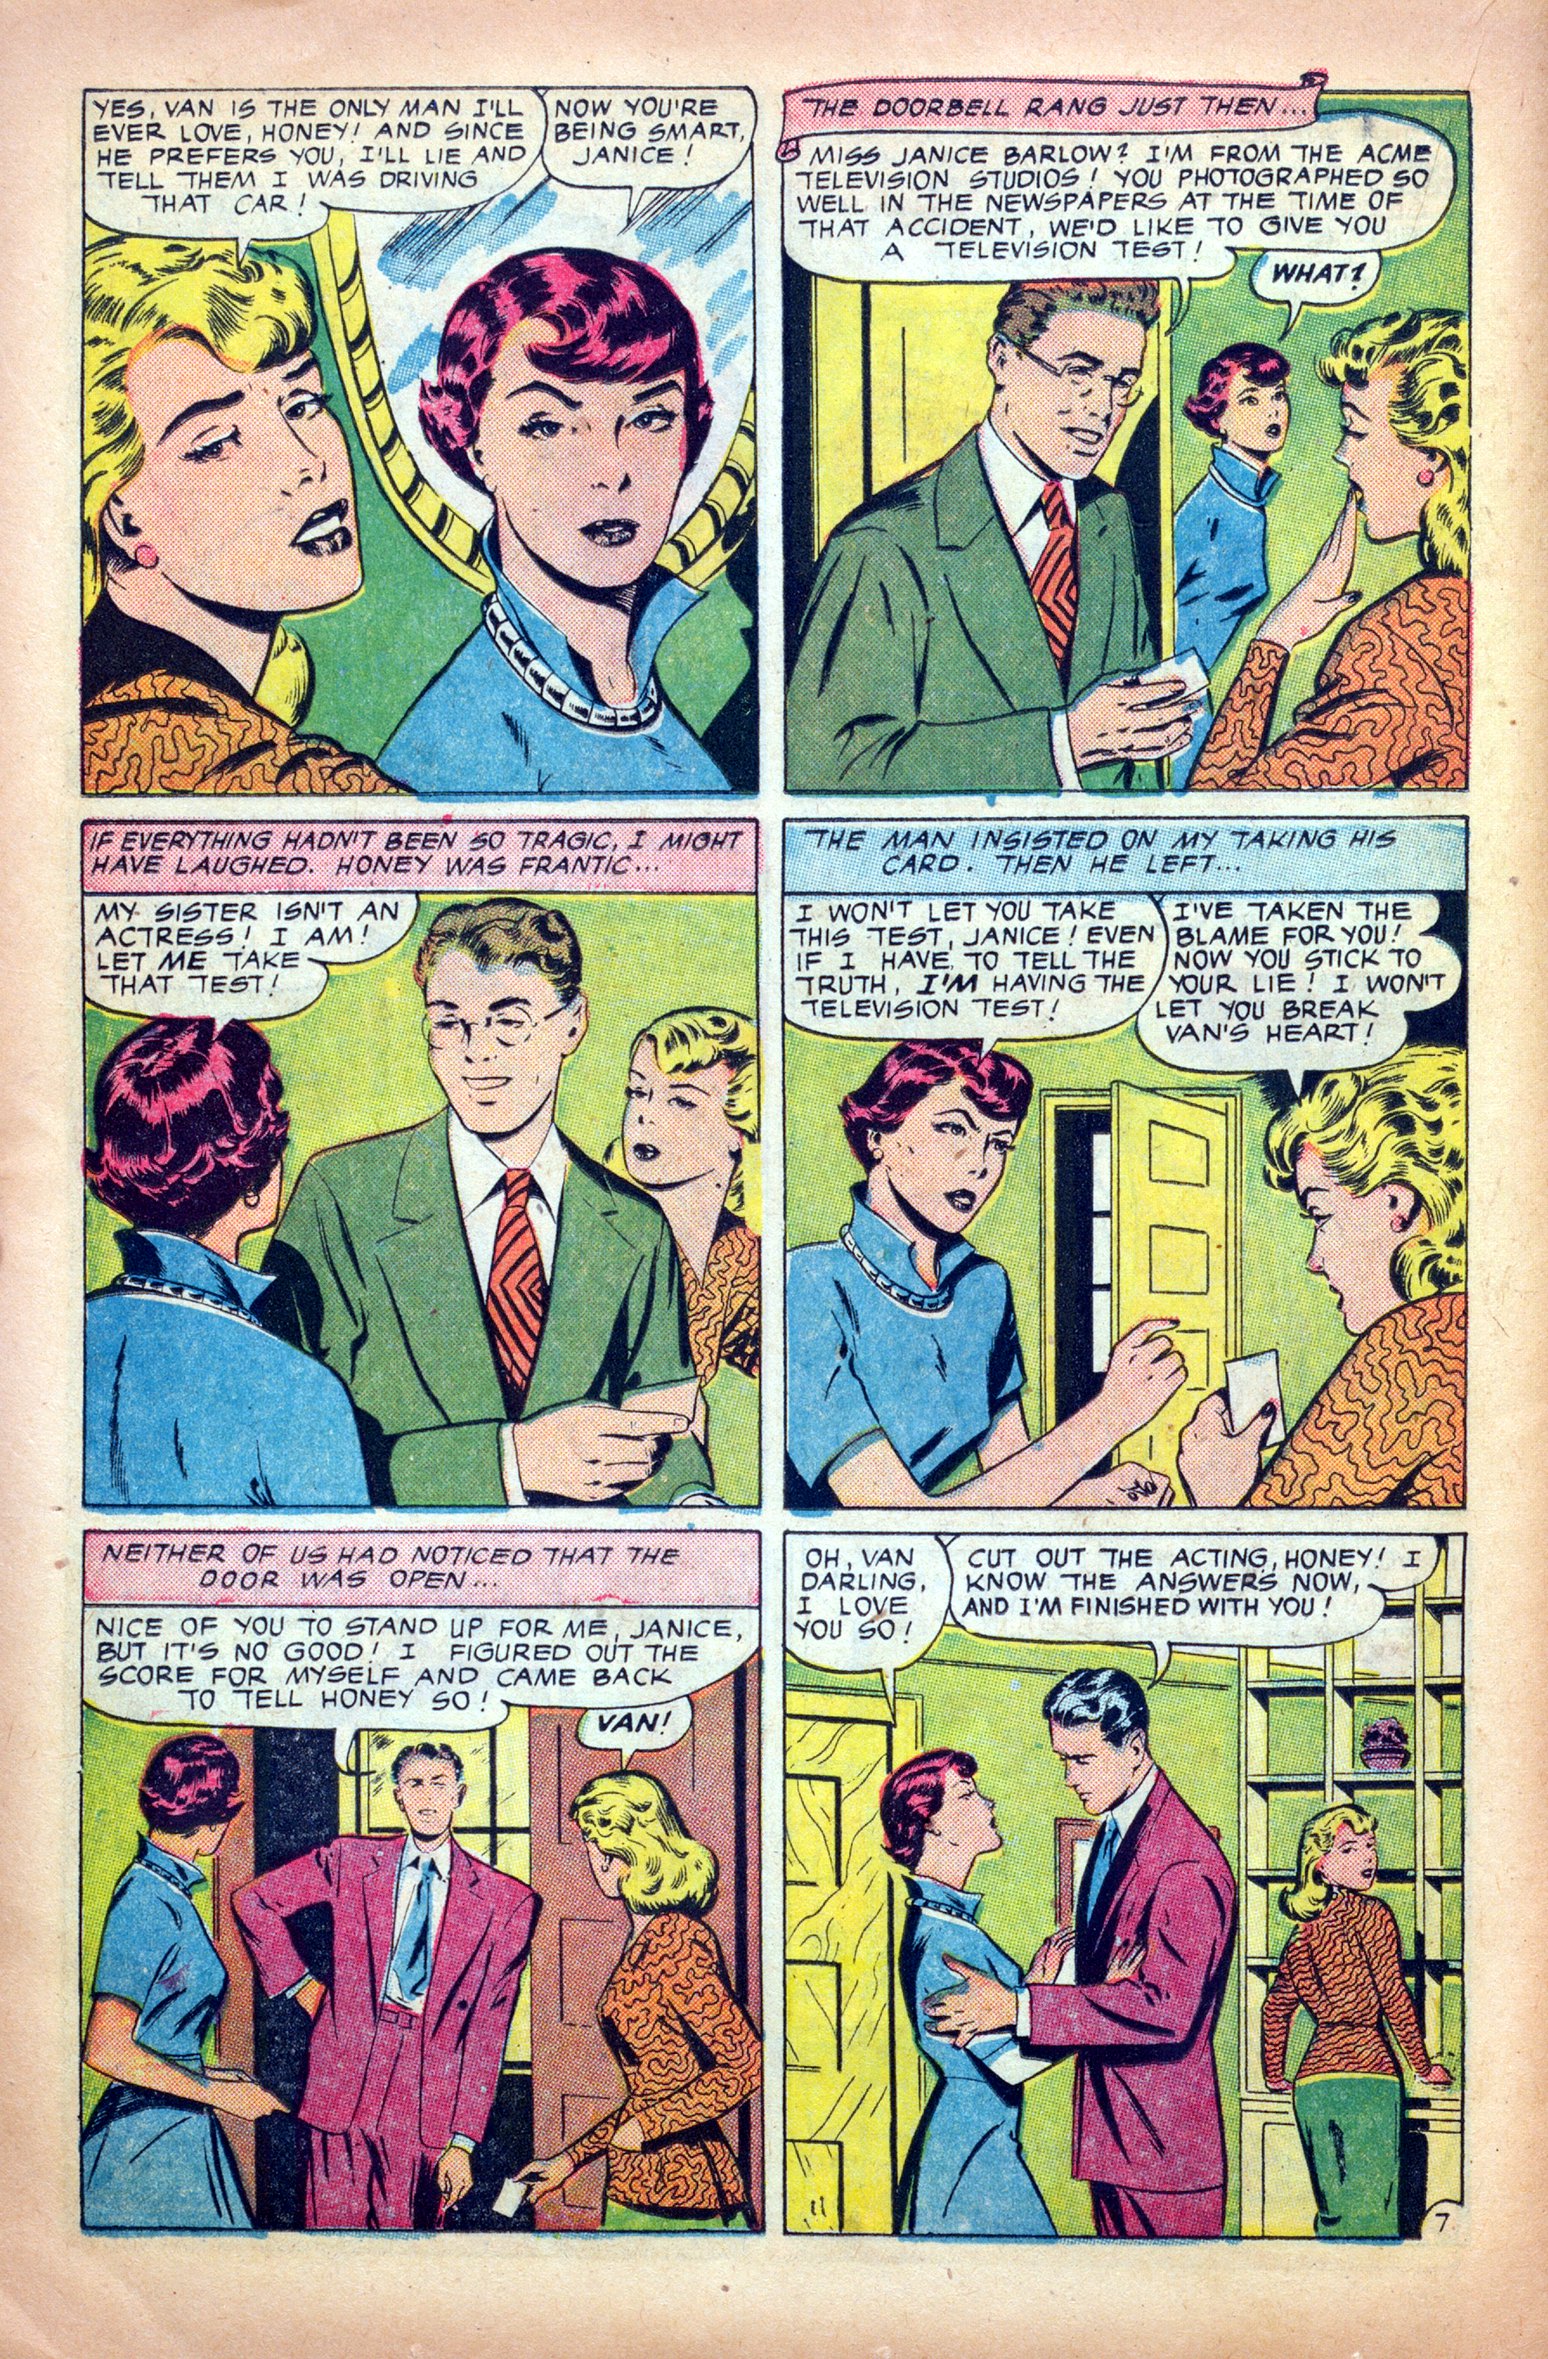 YES, VAN IS THE ONLY MAN I'LL
EVER LOVE, HONEY! AND SINCE
HE PREFERS YOU, I'LL LIE AND
TELL THEM I WAS DRIVING
THAT CAR!
NOW YOU'RE
BEING SMART,
JANICE!
THE DOORBELL RANG JUST THEN...
MISS JANICE BARLOW? I'M FROM THE ACME
TELEVISION STUDIOS! YOU PHOTOGRAPHED SO
WELL IN THE NEWSPAPERS AT THE TIME OF
THAT ACCIDENT, WE'D LIKE TO GIVE YOU
A TELEVISION TEST!
WHAT?
IF EVERYTHING HADN'T BEEN SO TRAGIC, I MIGHT
HAVE LAUGHED. HONEY WAS FRANTIC...
MY SISTER ISN'T AN
ACTRESS! I AM!
LET ME TAKE
THAT TEST!
THE MAN INSISTED ON MY TAKING HIS
CARD. THEN HE LEFT...
I WON'T LET YOU TAKE
THIS TEST, JANICE! EVEN
IF I HAVE TO TELL THE
TRUTH, I'M HAVING THE
TELEVISION TEST!
I'VE TAKEN THE
BLAME FOR YOU!
NOW YOU STICK TO
YOUR LIE! I WON'T
LET YOU BREAK
VAN'S HEART!
NEITHER OF US HAD NOTICED THAT THE
DOOR WAS OPEN...
NICE OF YOU TO STAND UP FOR ME, JANICE,
BUT IT'S NO GOOD! I FIGURED OUT THE
SCORE FOR MYSELF AND CAME BACK
TO TELL HONEY SO!
VAN!
OH, VAN
DARLING,
I LOVE
YOU SO!
CUT OUT THE ACTING, HONEY! I
KNOW THE ANSWERS NOW,
AND I'M FINISHED WITH YOU!
7